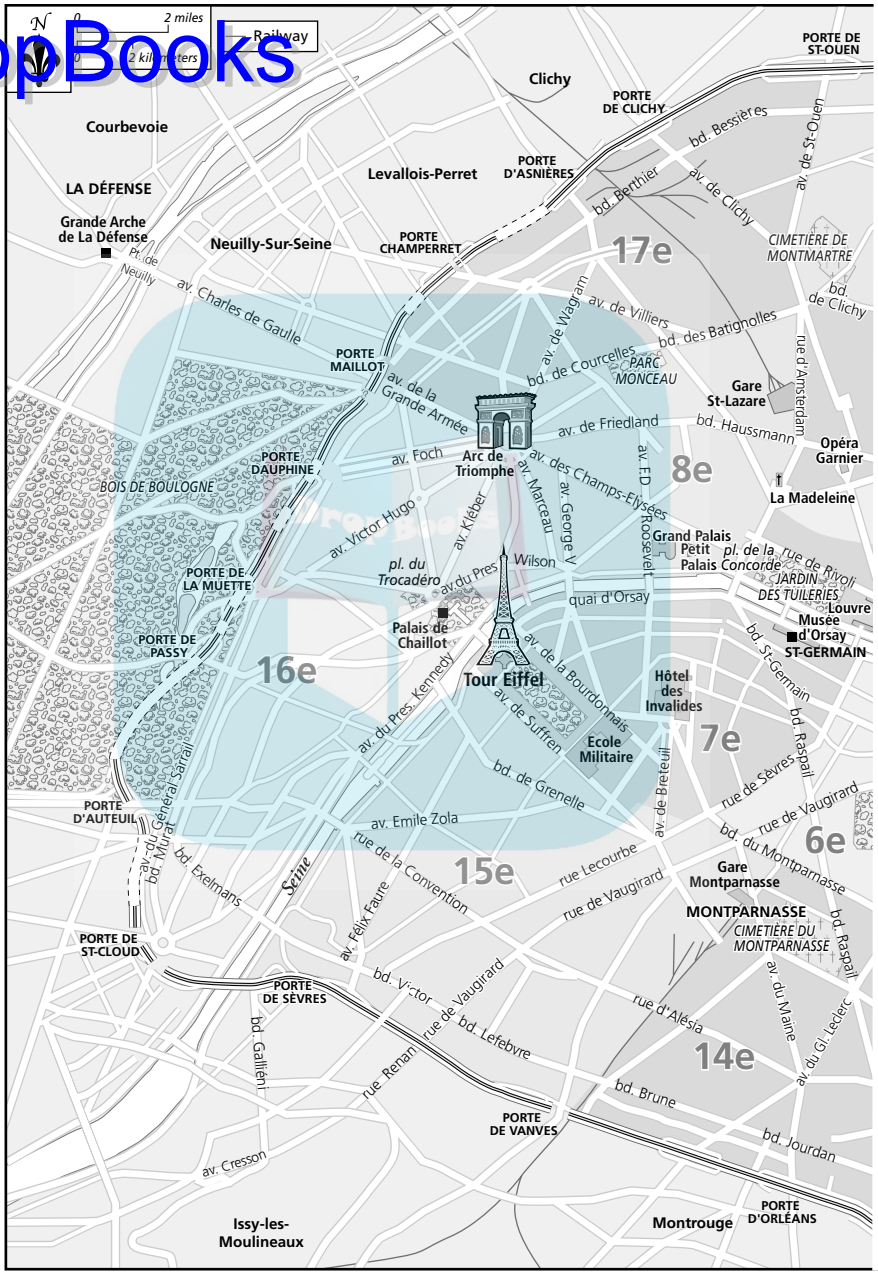 N
0 2 miles
0 2 kilometers
Railway
opBooks
PORTE DE
ST-OUEN
Clichy
PORTE
DE CLICHY
bd. Bessières
av. de St-Ouen
Courbevoie
Levallois-Perret
PORTE
D'ASNIÈRES
bd. Berthier
av. de Clichy
LA DÉFENSE
Grande Arche
de La Défense
Pt. de
Neuilly
Neuilly-Sur-Seine
PORTE
CHAMPERRET
17e
CIMETIÈRE DE
MONTMARTRE
bd.
de Clichy
av. Charles de Gaulle
av. de Wagram
av. de Villiers
bd. des Batignolles
PORTE
MAILLOT
bd. de Courcelles
PARC
MONCEAU
rue d'Amsterdam
av. de la
Grande Armée
Gare
St-Lazare
av. de Friedland
bd. Haussmann
Opéra
Garnier
PORTE
DAUPHINE
av. Foch
Arc de
Triomphe
av. des Champs-Elysées
av. F.D
Roosevelt
8e
La Madeleine
BOIS DE BOULOGNE
av. Victor Hugo
av. Kléber
av. Marceau
av. George V
DropBooks
Grand Palais
Petit
Palais
pl. de la
Concorde
rue de Rivoli
JARDIN
DES TUILERIES
Louvre
PORTE DE
LA MUETTE
pl. du
Trocadéro
av du Pres Wilson
quai d'Orsay
Musée
d'Orsay
ST-GERMAIN
PORTE DE
PASSY
Palais de
Chaillot
16e
Tour Eiffel
av. de la Bourdonnais
av. de Suffren
Hôtel
des
Invalides
bd. St-Germain
bd. Raspail
av. du Pres. Kennedy
Ecole
Militaire
7e
bd. de Grenelle
av. de Breteuil
rue de Sèvres
rue de Vaugirard
PORTE
D'AUTEUIL
av. du Général Sarrail
bd. Murat
bd. Exelmans
av. Emile Zola
rue de la Convention
Seine
15e
rue Lecourbe
rue de Vaugirard
bd. du Montparnasse
6e
Gare
Montparnasse
MONTPARNASSE
CIMETIÈRE DU
MONTPARNASSE
bd. Raspail
PORTE DE
ST-CLOUD
av. Félix Faure
PORTE
DE SÈVRES
bd. Victor
rue de Vaugirard
bd. Lefebvre
rue d'Alésia
av. du Maine
av. du Gl. Leclerc
bd. Galliéni
rue Renan
14e
bd. Brune
PORTE
DE VANVES
bd. Jourdan
av. Cresson
Issy-les-
Moulineaux
Montrouge
PORTE
D'ORLÉANS